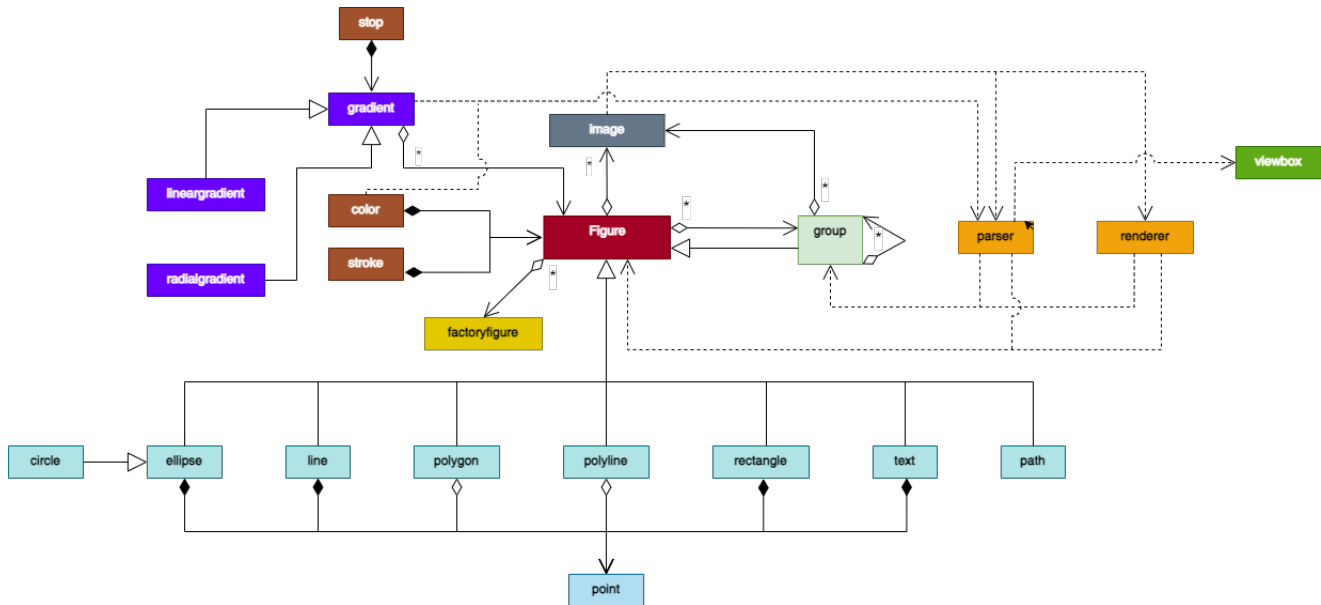 stop
gradient
image
*
*
viewbox
lineargradient
color
*
*
Figure
group
*
parser
renderer
stroke
radialgradient
*
factoryfigure
circle
ellipse
line
polygon
polyline
rectangle
text
path
point